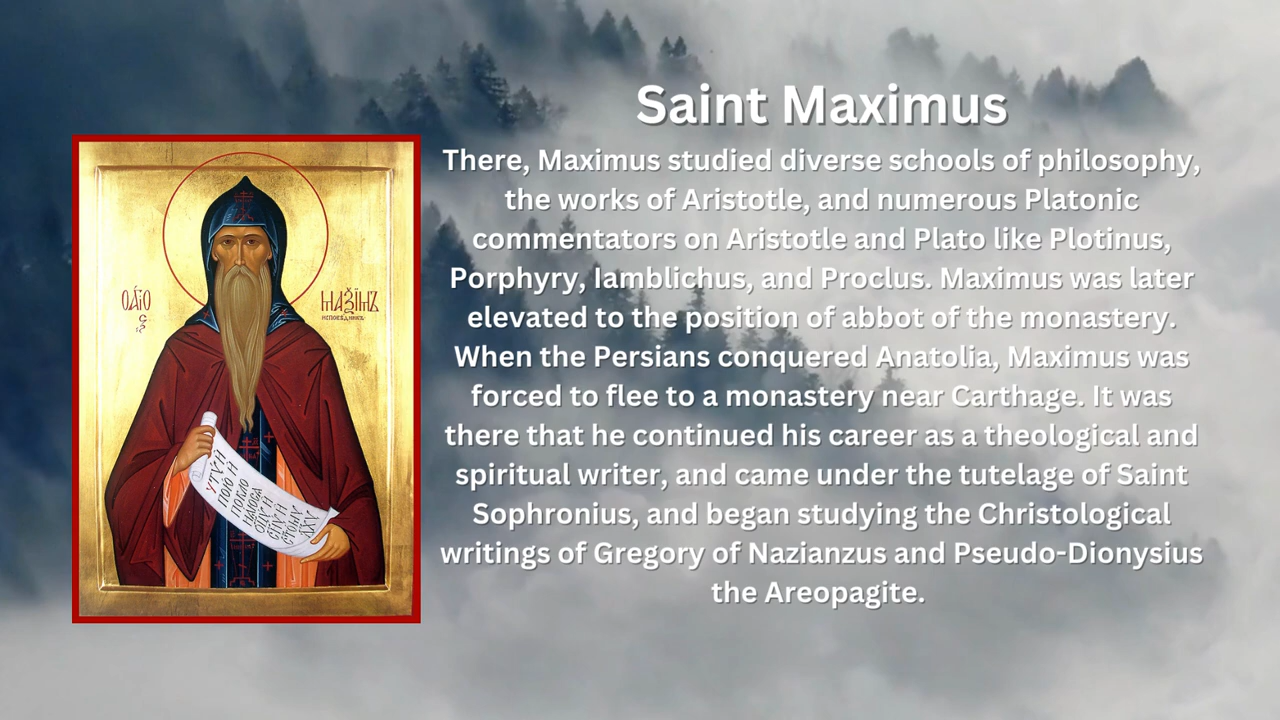 Saint Maximus
There, Maximus studied diverse schools of philosophy,
the works of Aristotle, and numerous Platonic
commentators on Aristotle and Plato like Plotinus,
Porphyry, Iamblichus, and Proclus. Maximus was later
elevated to the position of abbot of the monastery.
When the Persians conquered Anatolia, Maximus was
forced to flee to a monastery near Carthage. It was
there that he continued his career as a theological and
spiritual writer, and came under the tutelage of Saint
Sophronius, and began studying the Christological
writings of Gregory of Nazianzus and Pseudo-Dionysius
the Areopagite.